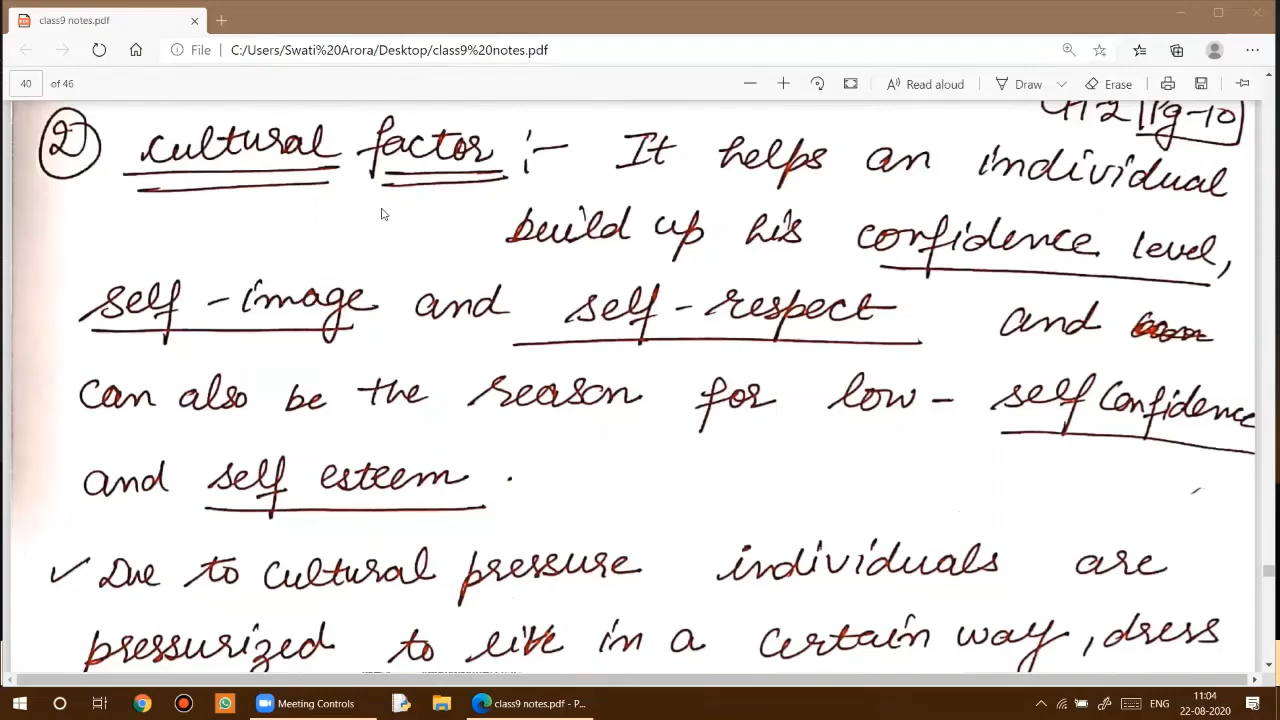 class9 notes.pdf
File C:/Users/Swati%20Arora/Desktop/class9%20notes.pdf
40 of 46 Read aloud Draw Erase
Pg-10
② Cultural factor :- It helps an individual
build up his confidence level,
self-image and self-respect and
can also be the reason for low- self Confidence
and self esteem.
✓ Due to cultural pressure individuals are
pressurized to live in a certain way, dress
Meeting Controls class9 notes.pdf - P... ENG 11:04
22-08-2020